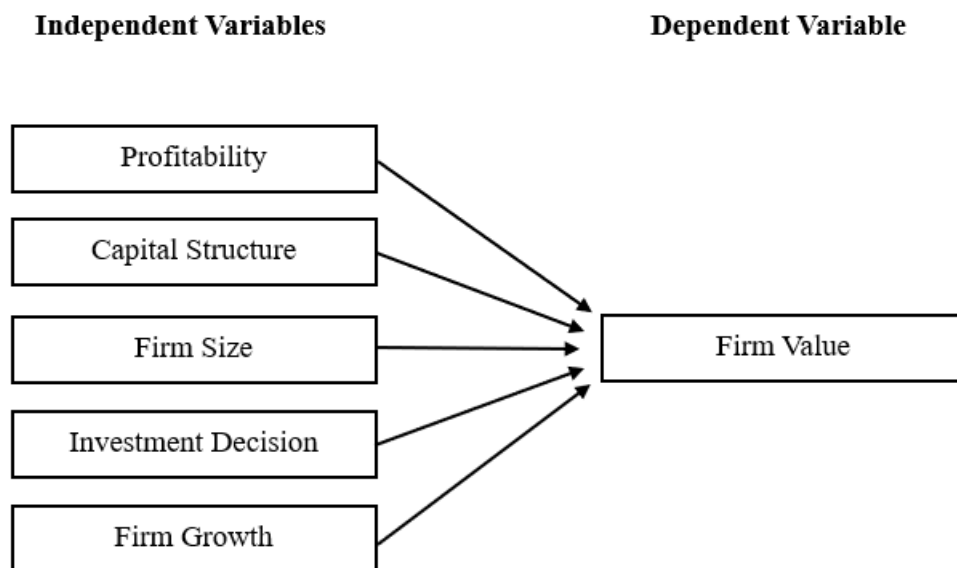 Independent Variables
Dependent Variable
Profitability
Capital Structure
Firm Size
Firm Value
Investment Decision
Firm Growth